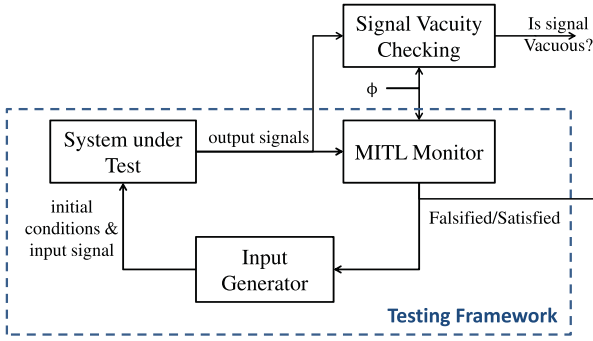 Signal Vacuity
Checking
Is signal
Vacuous?
ϕ
System under
Test
output signals
MITL Monitor
initial
conditions &
input signal
Falsified/Satisfied
Input
Generator
Testing Framework